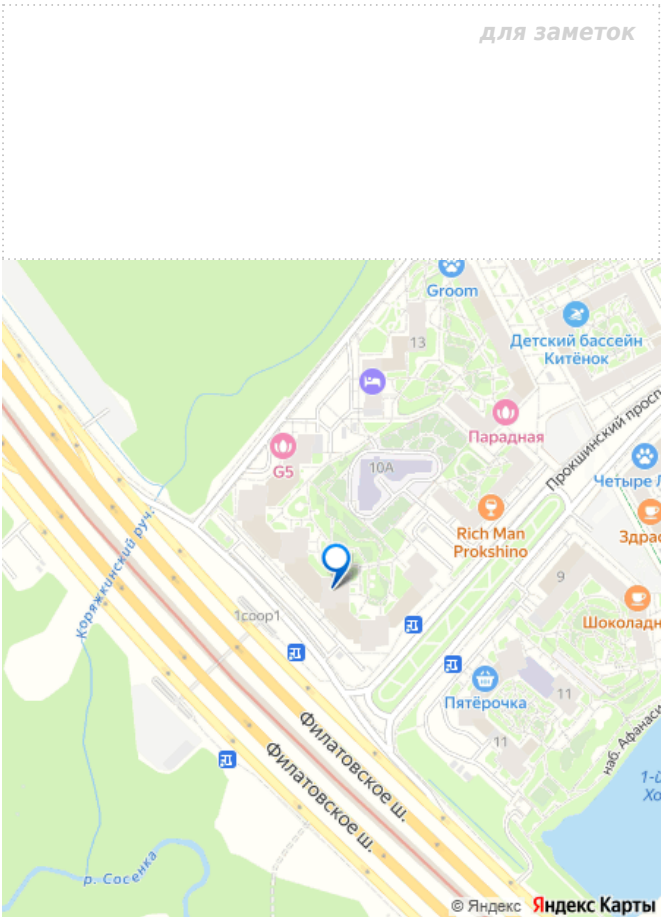 для заметок
Groom
Детский бассейн
Китёнок
13
Парадная
Прокшинский просп
G5
10А
Четыре Л
Rich Man
Prokshino
Здрас
Коряжкинский руч.
9
1соор1
Шоколадн
Пятёрочка
11
11
наб. Афанаси
Филатовское ш.
Филатовское ш.
1-й
Хо
р. Сосенка
© Яндекс Яндекс Карты